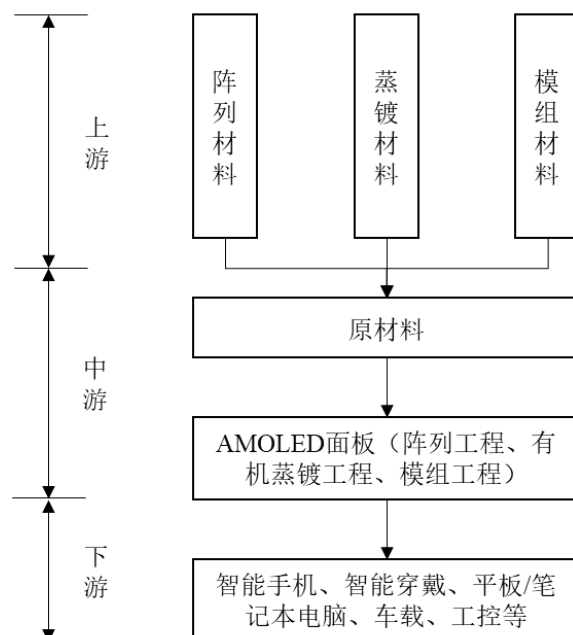 上游
阵列材料
蒸镀材料
模组材料
中游
原材料
AMOLED面板（阵列工程、有
机蒸镀工程、模组工程）
下游
智能手机、智能穿戴、平板/笔
记本电脑、车载、工控等